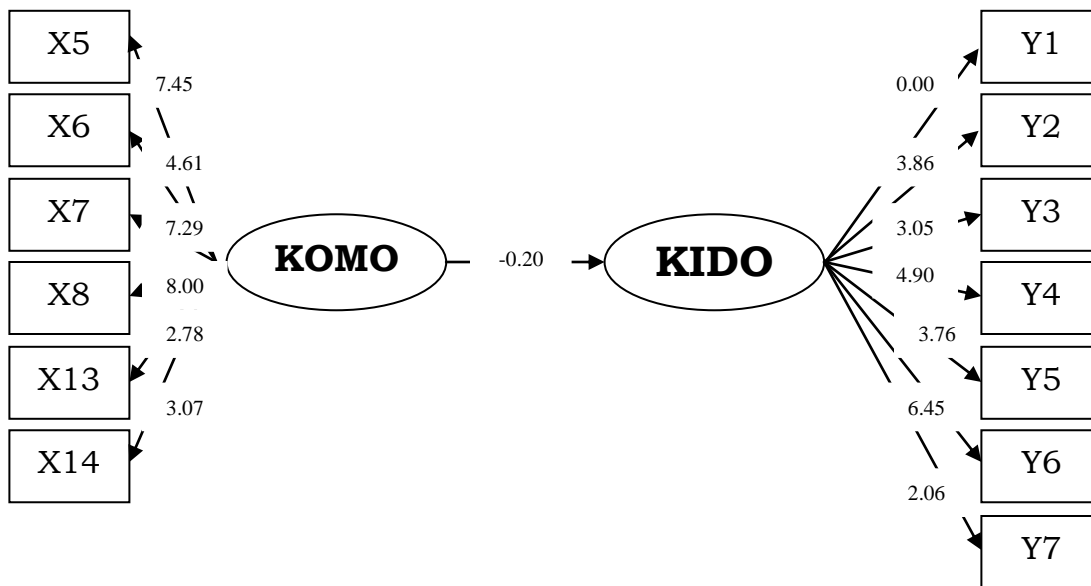 X5
X6
X7
X8
X13
X14
7.45
4.61
7.29
8.00
2.78
3.07
KOMO
-0.20
KIDO
0.00
3.86
3.05
4.90
3.76
6.45
2.06
Y1
Y2
Y3
Y4
Y5
Y6
Y7